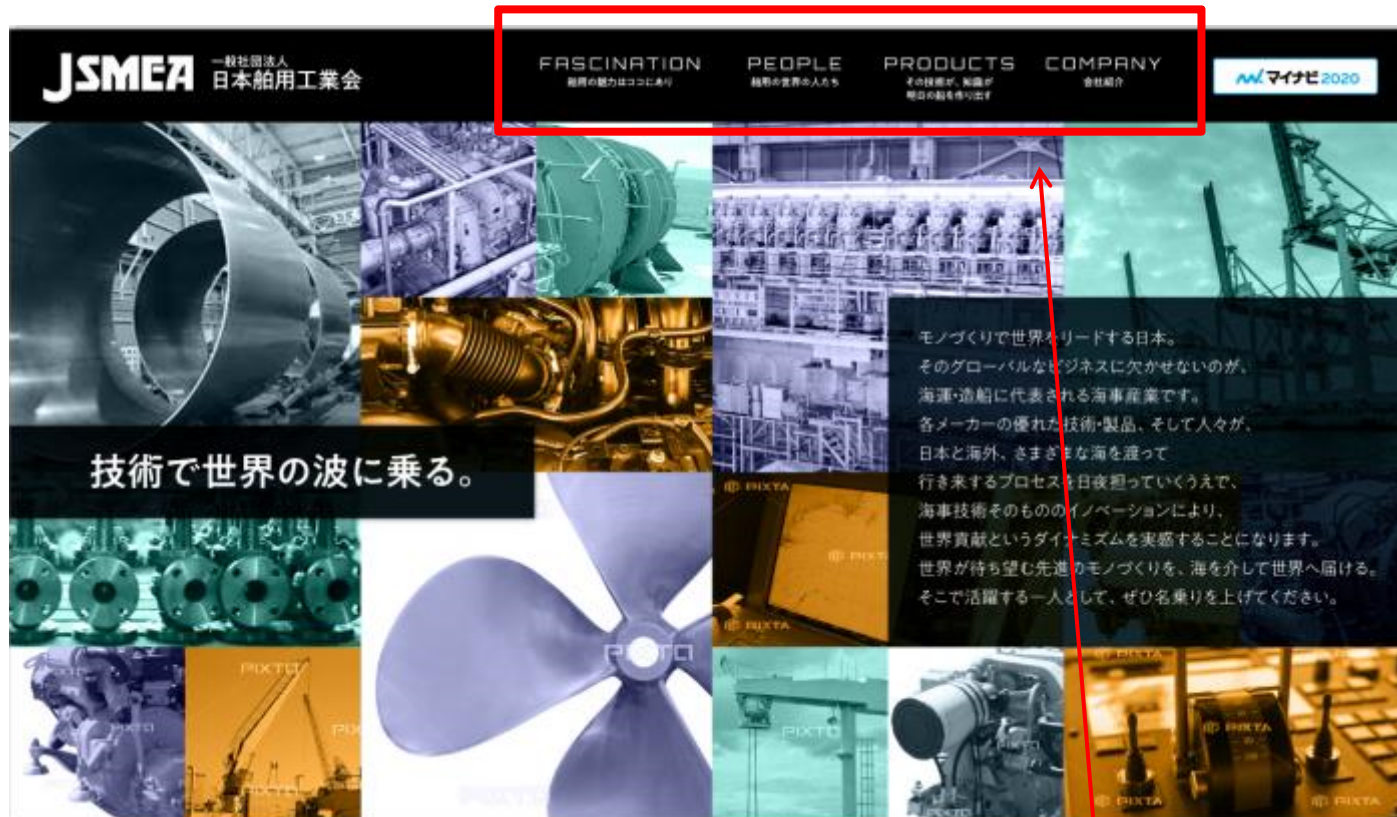 JSMEA
一般社団法人
日本舶用工業会
FASCINATION
舶用の魅力はココにあり
PEOPLE
舶用の世界の人たち
PRODUCTS
その技術が、知識が
明日の船を作り出す
COMPANY
会社紹介
マイナビ2020
技術で世界の波に乗る。
モノづくりで世界をリードする日本。
そのグローバルなビジネスに欠かせないのが、
海運・造船に代表される海事産業です。
各メーカーの優れた技術・製品、そして人々が、
日本と海外、さまざまな海を渡って
行き来するプロセスを日夜担っていくうえで、
海事技術そのもののイノベーションにより、
世界貢献というダイナミズムを実感することになります。
世界が待ち望む先進のモノづくりを、海を介して世界へ届ける。
そこで活躍する一人として、ぜひ名乗りを上げてください。
PIXTA
PIXTA
PIXTA
PIXTA
PIXTA
PIXTA
PIXTA
PIXTA
PIXTA
PIXTA